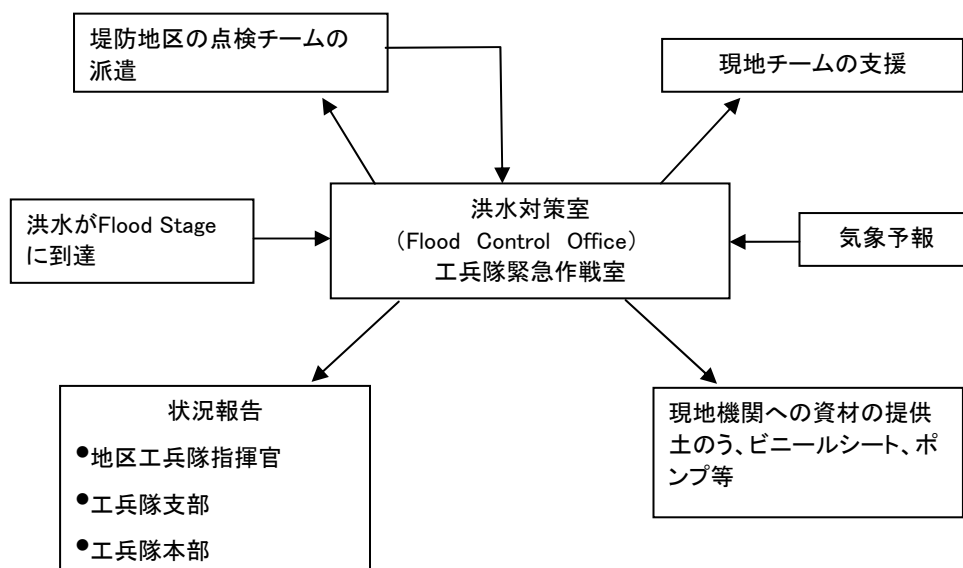 堤防地区の点検チームの
派遣
現地チームの支援
洪水がFlood Stage
に到達
洪水対策室
（Flood Control Office）
工兵隊緊急作戦室
気象予報
状況報告
●地区工兵隊指揮官
●工兵隊支部
●工兵隊本部
現地機関への資材の提供
土のう、ビニールシート、ポ
ンプ等